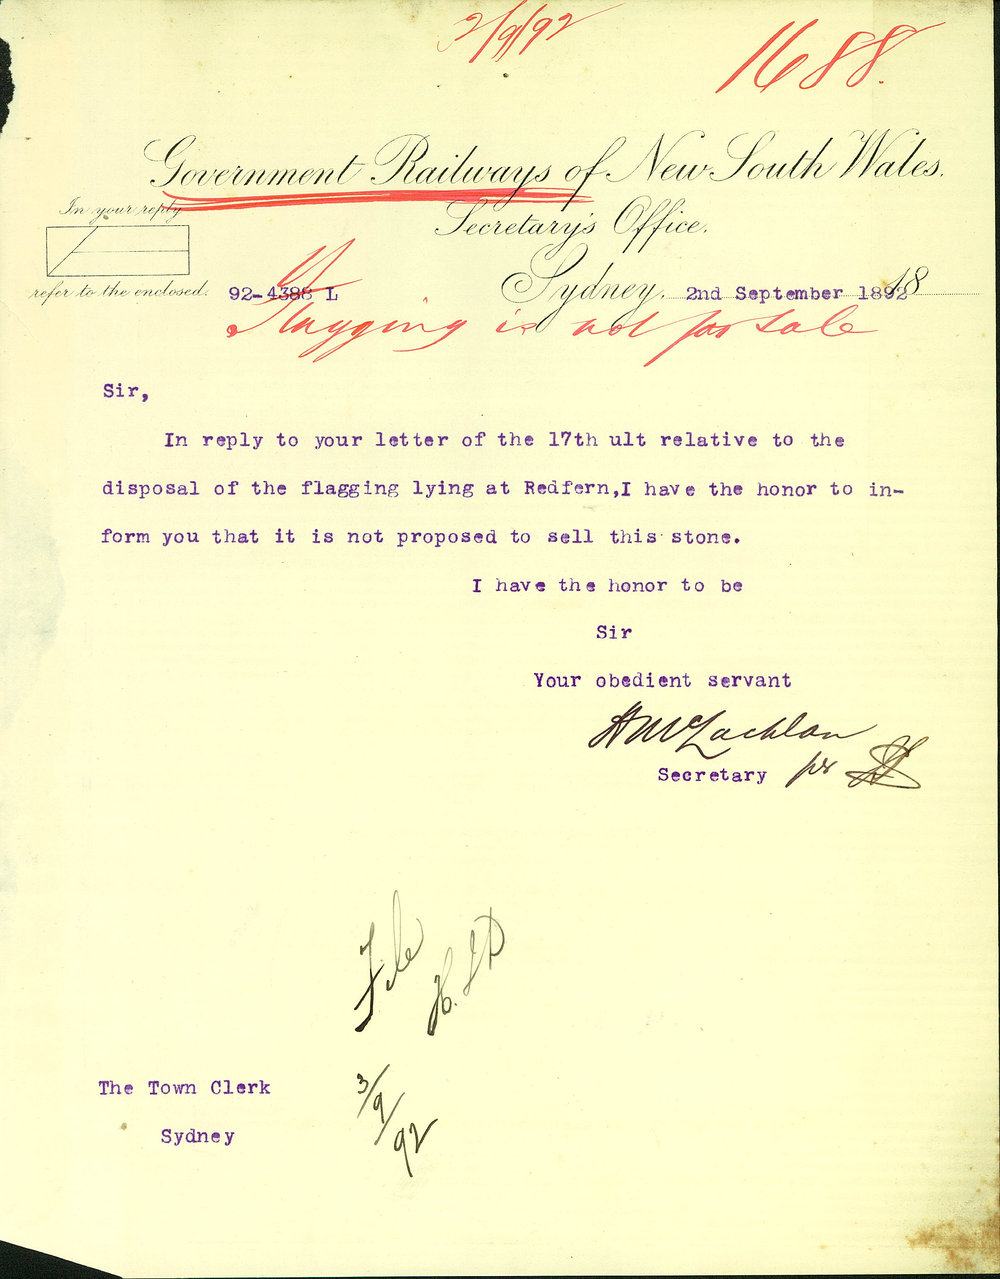 2/9/92
1688.
Government Railways of New South Wales.
In your reply
Secretary's Office.
refer to the enclosed.
92-4388 L
Sydney, 2nd September 1892 18
Flagging is not for sale
Sir,
In reply to your letter of the 17th ult relative to the
disposal of the flagging lying at Redfern,I have the honor to in-
form you that it is not proposed to sell this stone.
I have the honor to be
Sir
Your obedient servant
H McLachlan
Secretary per
File
The Town Clerk
3/9/92
Sydney